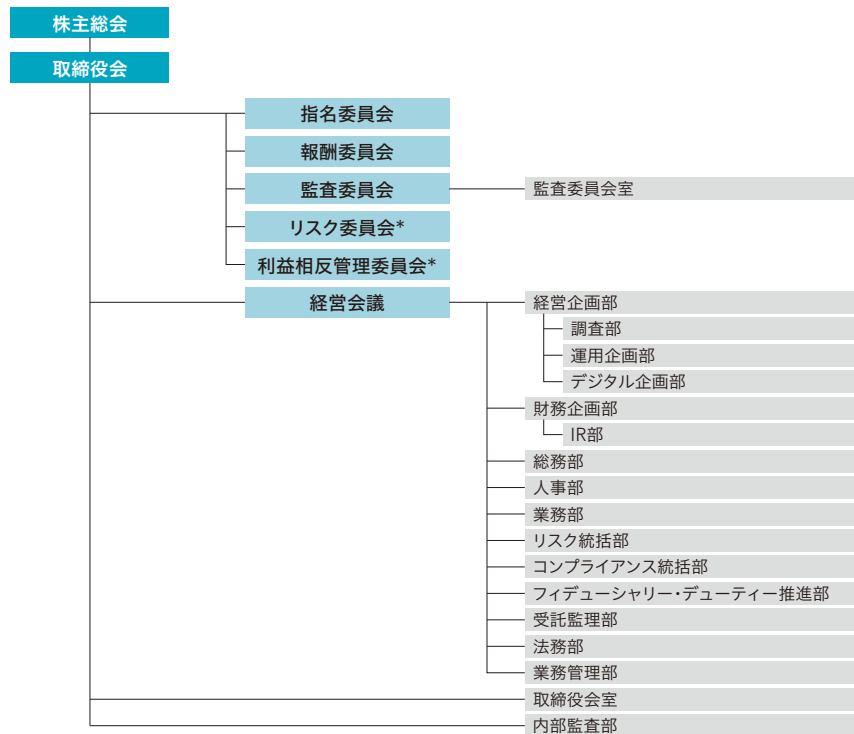 株主総会
取締役会
指名委員会
報酬委員会
監査委員会
監査委員会室
リスク委員会*
利益相反管理委員会*
経営会議
経営企画部
調査部
運用企画部
デジタル企画部
財務企画部
IR部
総務部
人事部
業務部
リスク統括部
コンプライアンス統括部
フィデューシャリー・デューティー推進部
受託監理部
法務部
業務管理部
取締役会室
内部監査部